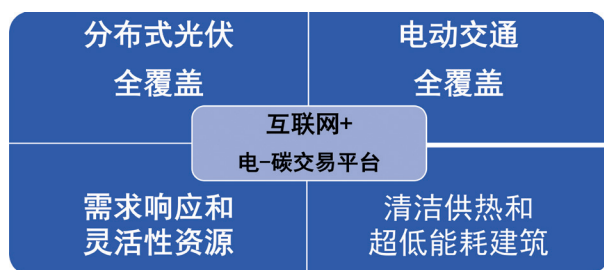 分布式光伏
全覆盖
电动交通
全覆盖
互联网+
电-碳交易平台
需求响应和
灵活性资源
清洁供热和
超低能耗建筑